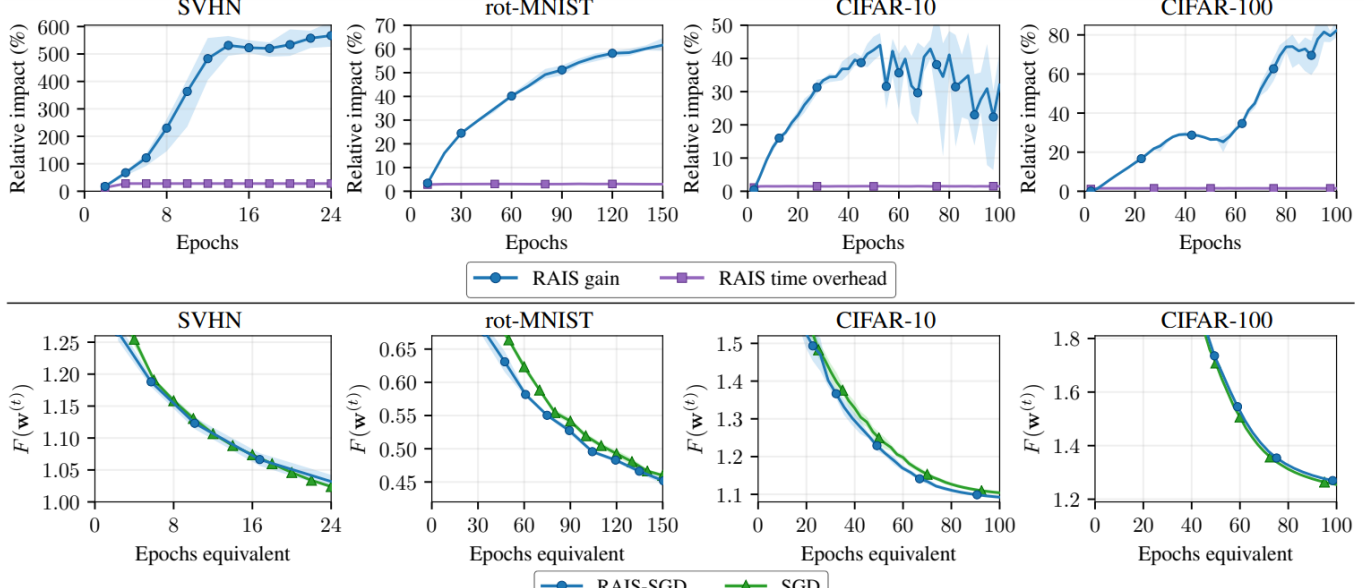 SVHN
Relative impact (%)
600
500
400
300
200
100
0
0 8 16 24
Epochs
rot-MNIST
Relative impact (%)
70
60
50
40
30
20
10
0
0 30 60 90 120 150
Epochs
CIFAR-10
Relative impact (%)
50
40
30
20
10
0
0 20 40 60 80 100
Epochs
CIFAR-100
Relative impact (%)
80
60
40
20
0
0 20 40 60 80 100
Epochs
RAIS gain RAIS time overhead
SVHN
F(w^(t))
1.25
1.20
1.15
1.10
1.05
1.00
0 8 16 24
Epochs equivalent
rot-MNIST
F(w^(t))
0.65
0.60
0.55
0.50
0.45
0 30 60 90 120 150
Epochs equivalent
CIFAR-10
F(w^(t))
1.5
1.4
1.3
1.2
1.1
0 20 40 60 80 100
Epochs equivalent
CIFAR-100
F(w^(t))
1.8
1.6
1.4
1.2
0 20 40 60 80 100
Epochs equivalent
RAIS-SGD SGD